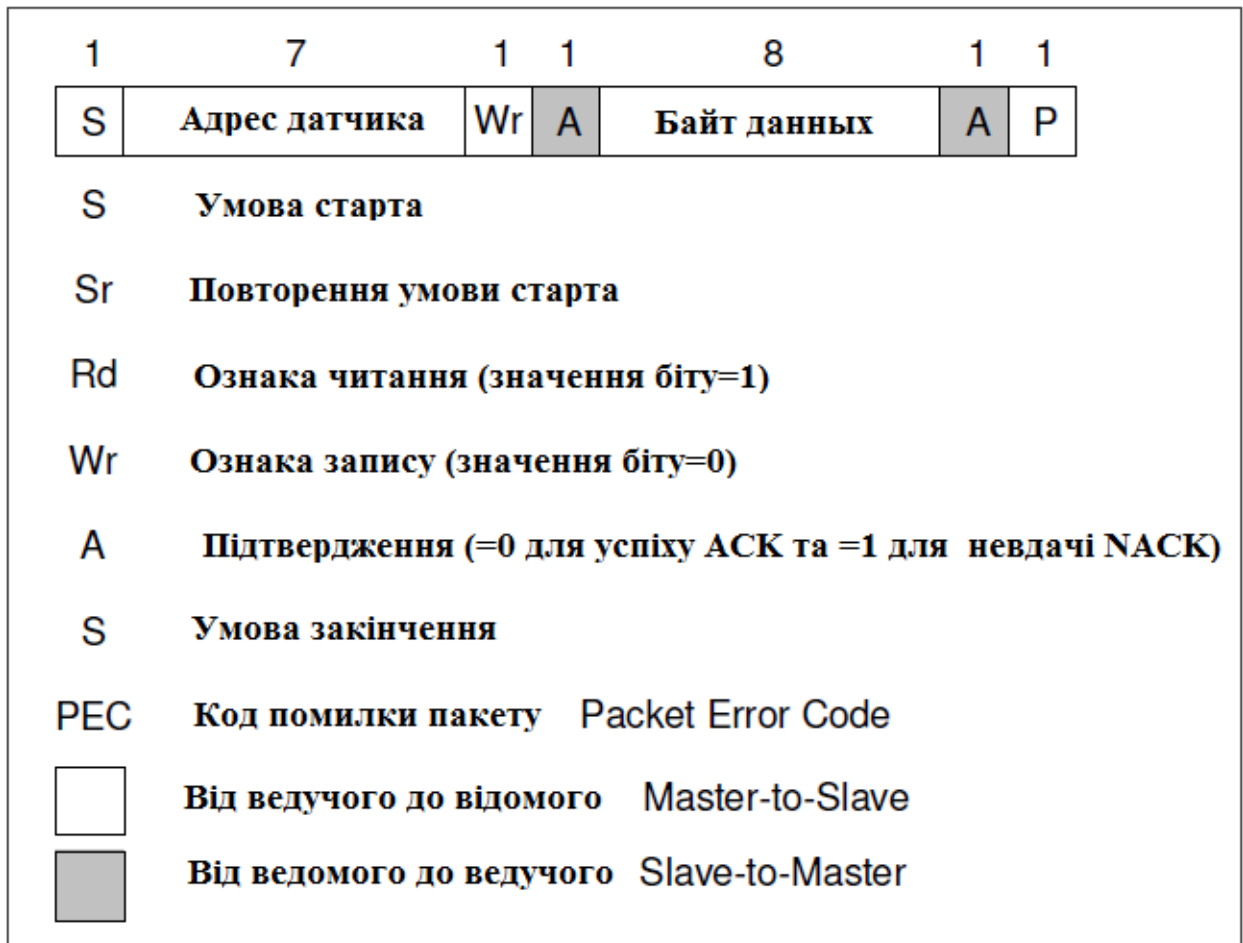 1 7 1 1 8 1 1
S Адрес датчика Wr A Байт данных A P
S Умова старта
Sr Повторення умови старта
Rd Ознака читання (значення біту=1)
Wr Ознака запису (значення біту=0)
A Підтвердження (=0 для успіху ACK та =1 для невдачі NACK)
S Умова закінчення
PEC Код помилки пакету Packet Error Code
Від ведучого до відомого Master-to-Slave
Від ведомого до ведучого Slave-to-Master